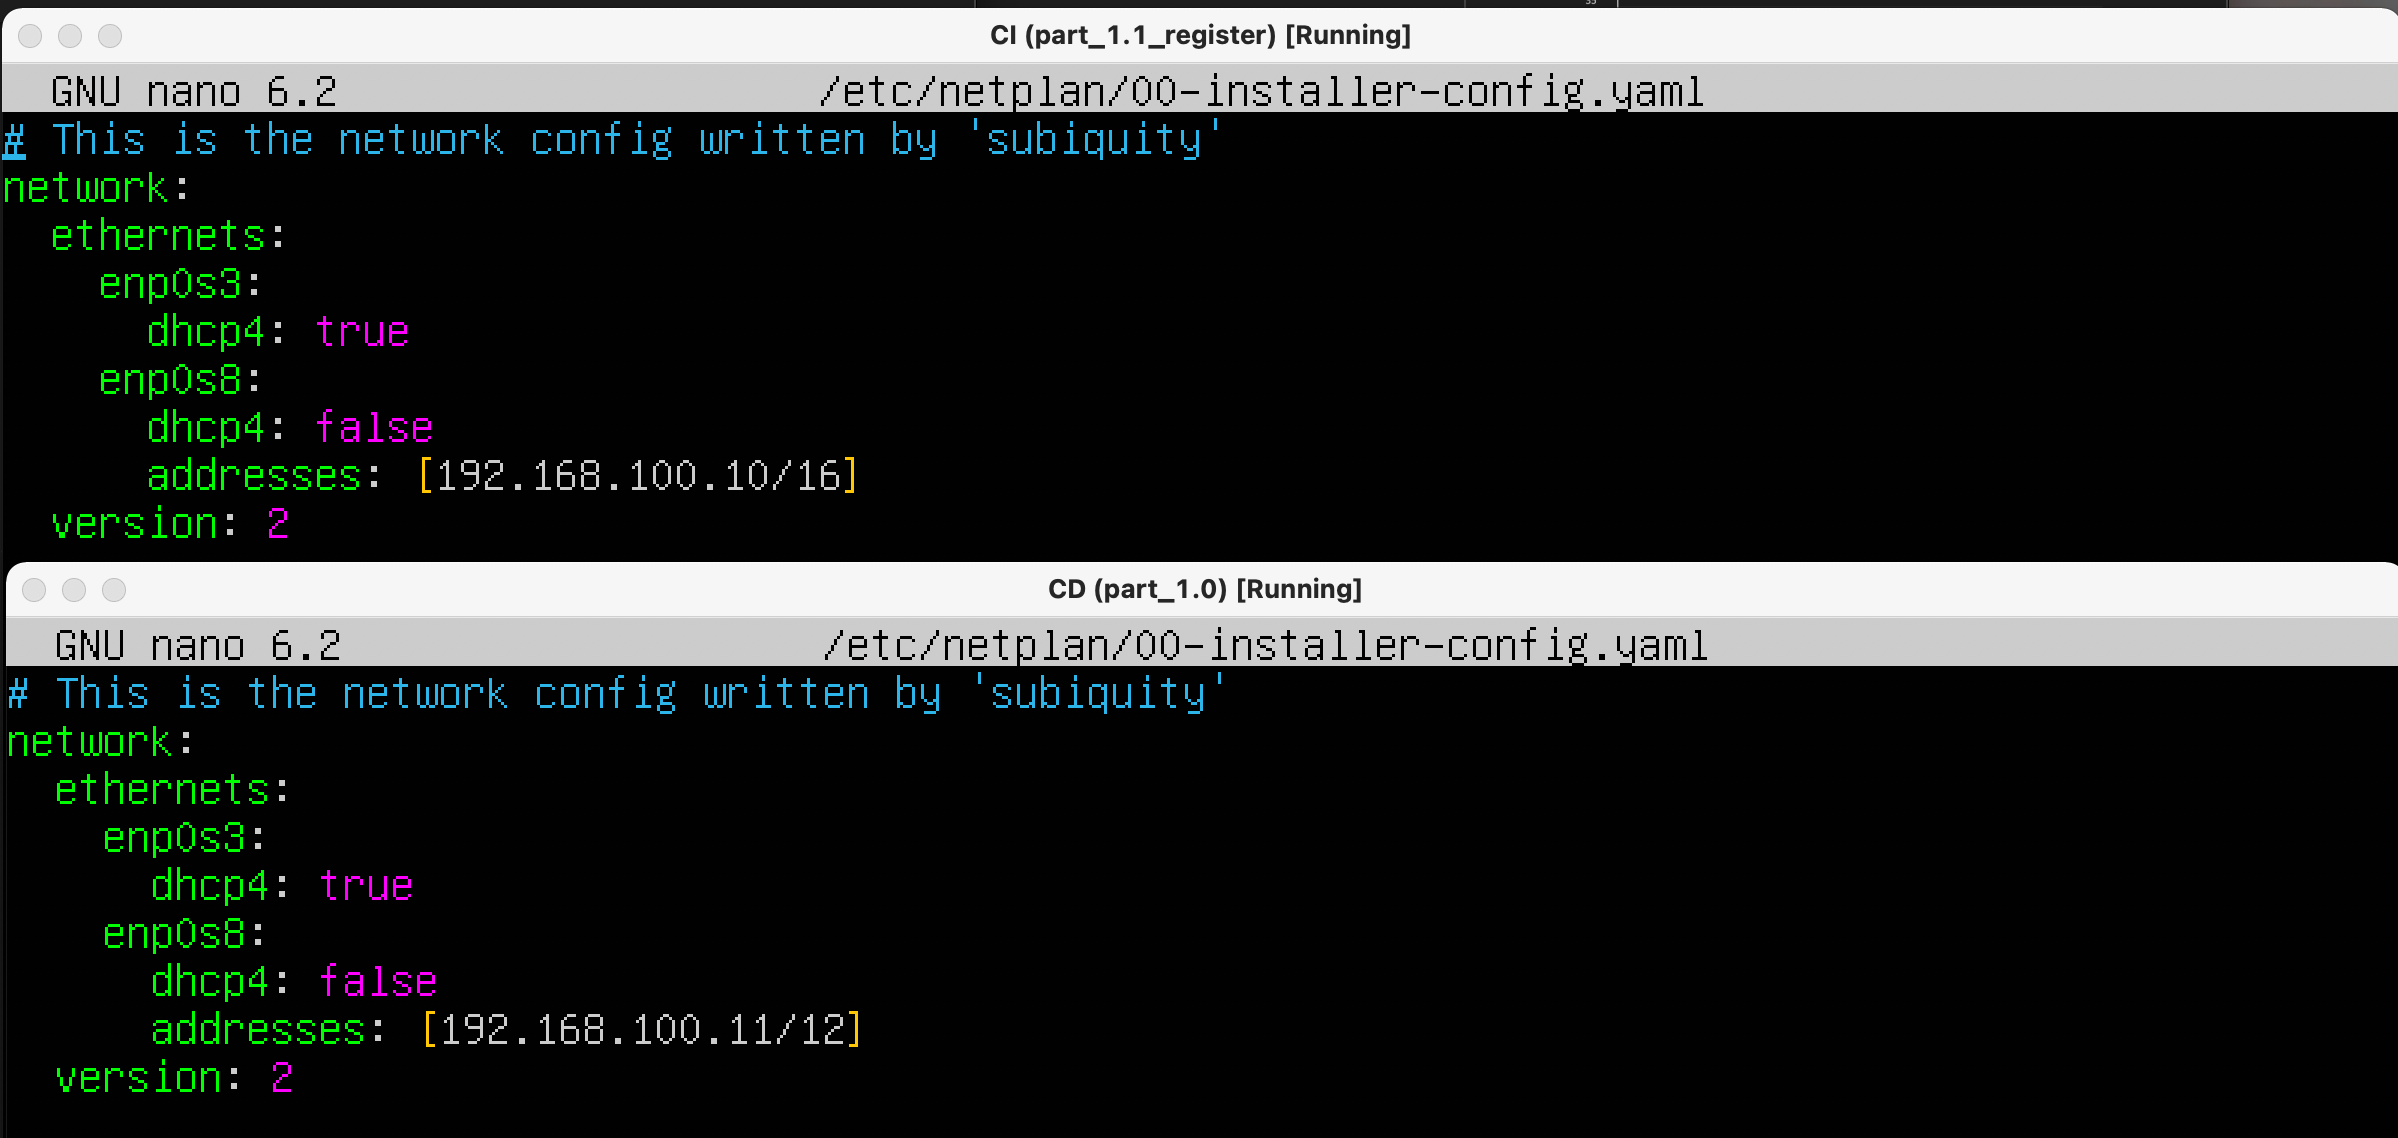 CI (part_1.1_register) [Running]
GNU nano 6.2 /etc/netplan/00-installer-config.yaml
# This is the network config written by 'subiquity'
network:
  ethernets:
    enp0s3:
      dhcp4: true
    enp0s8:
      dhcp4: false
      addresses: [192.168.100.10/16]
  version: 2
CD (part_1.0) [Running]
GNU nano 6.2 /etc/netplan/00-installer-config.yaml
# This is the network config written by 'subiquity'
network:
  ethernets:
    enp0s3:
      dhcp4: true
    enp0s8:
      dhcp4: false
      addresses: [192.168.100.11/12]
  version: 2